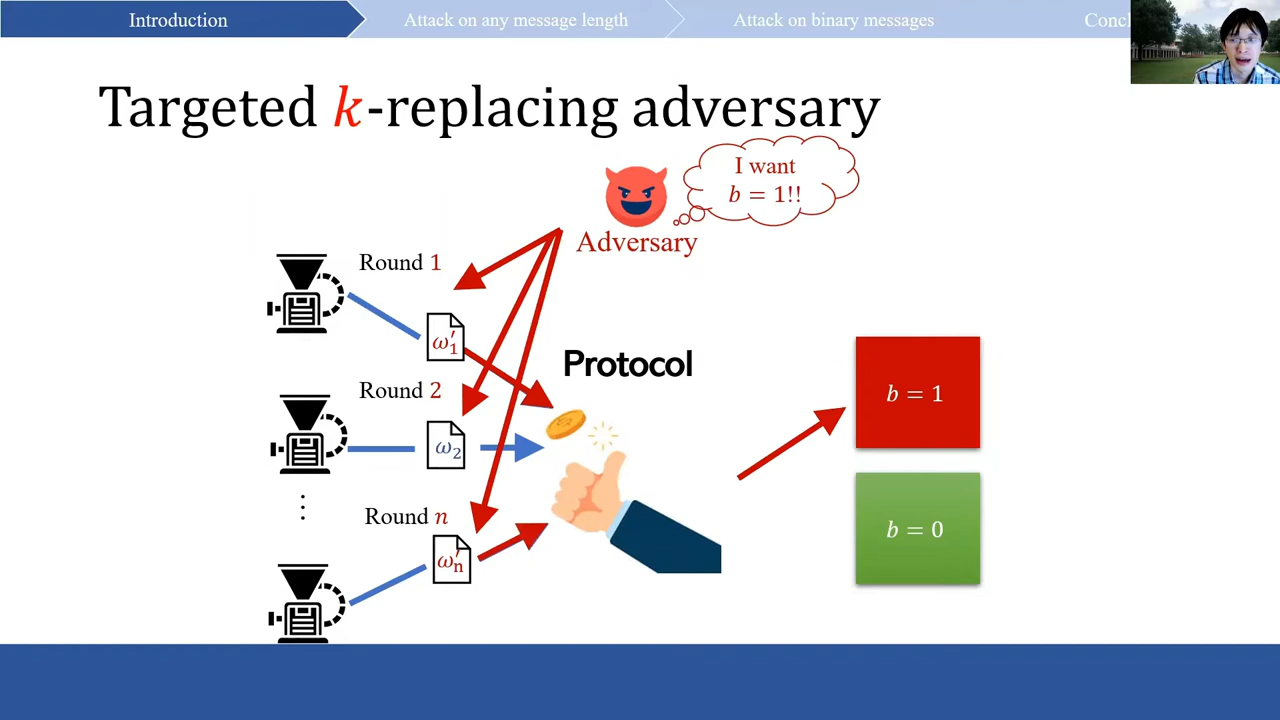 Introduction
Attack on any message length
Attack on binary messages
Targeted k-replacing adversary
I want
b = 1!!
Adversary
Round 1
ω′₁
Protocol
Round 2
ω₂
b = 1
⋮
Round n
ω′ₙ
b = 0